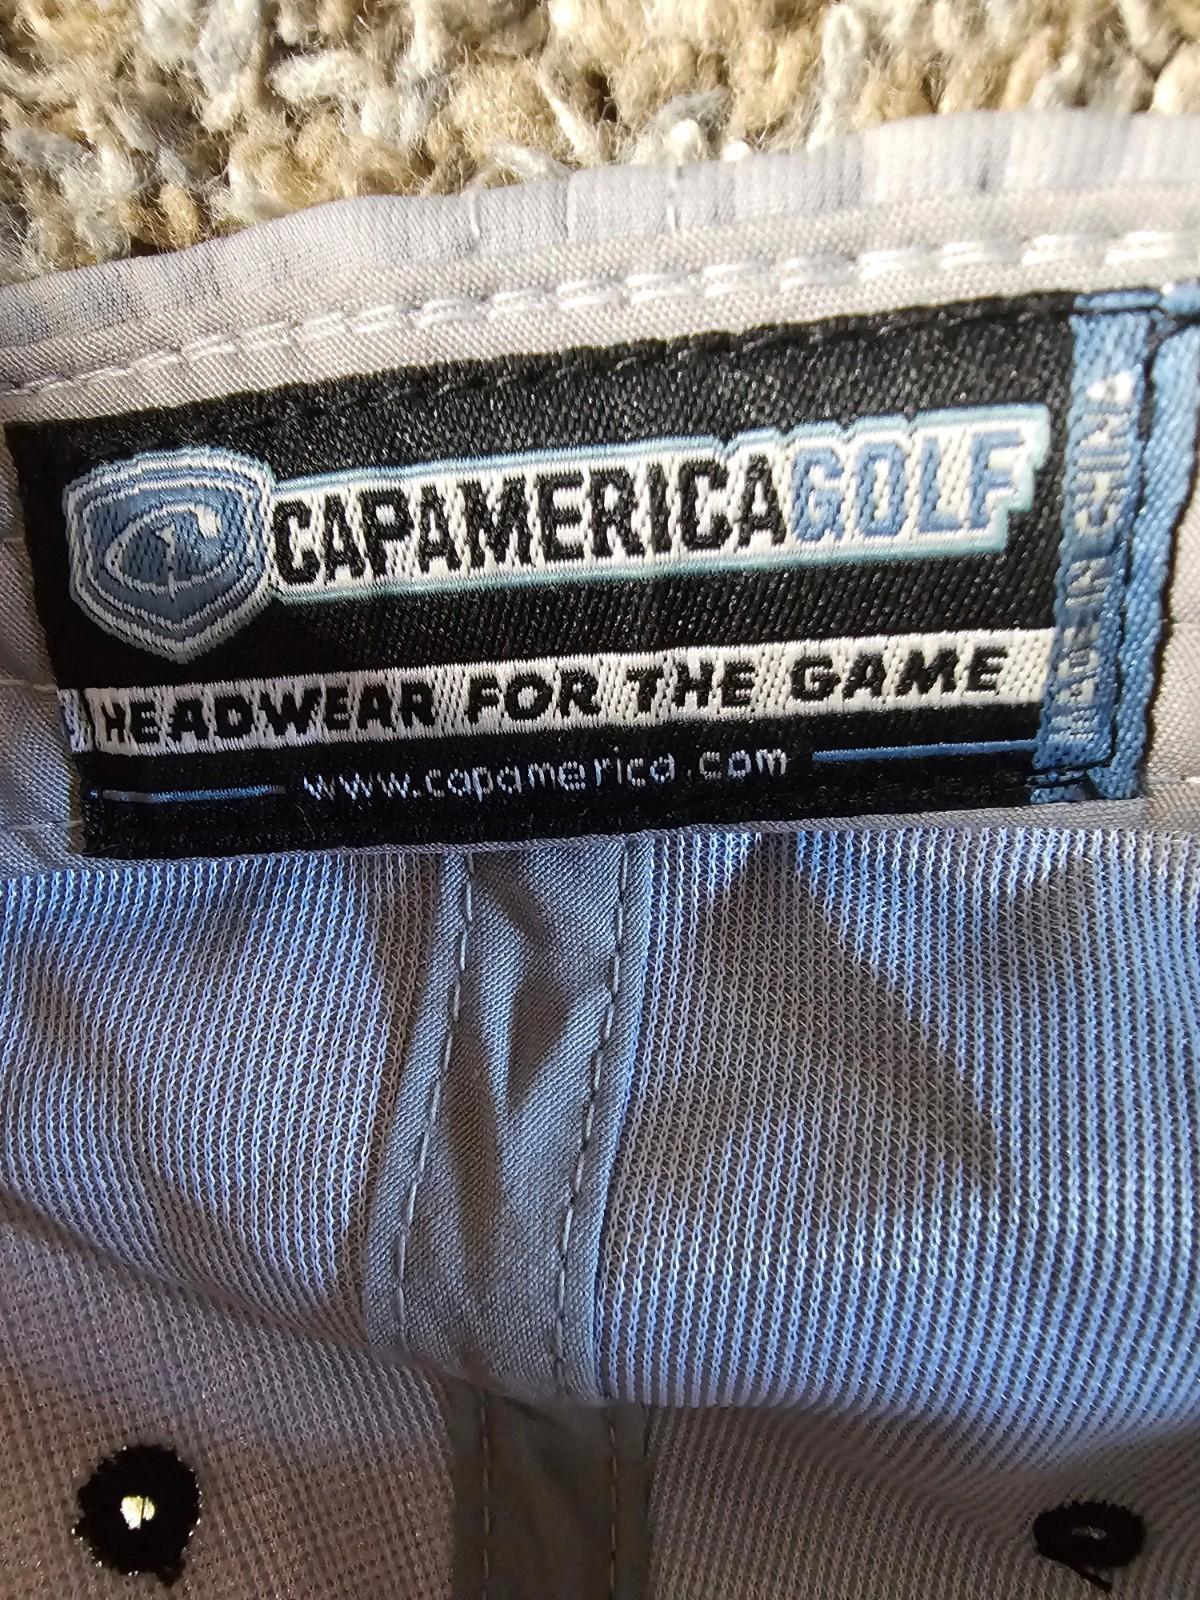 CAPAMERICAGOLF
HEADWEAR FOR THE GAME
www.capamerica.com
MADE IN CHINA